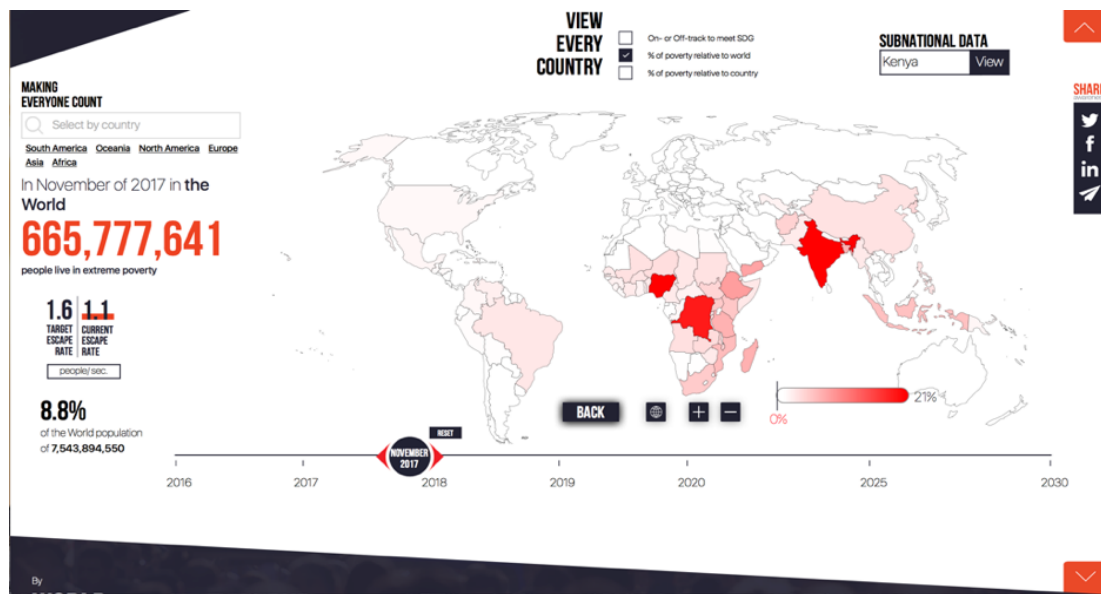 VIEW
EVERY
COUNTRY
On- or Off-track to meet SDG
% of poverty relative to world
% of poverty relative to country
SUBNATIONAL DATA
Kenya View
MAKING
EVERYONE COUNT
Select by country
South America Oceania North America Europe
Asia Africa
In November of 2017 in the
World
665,777,641
people live in extreme poverty
1.6 1.1
TARGET CURRENT
ESCAPE ESCAPE
RATE RATE
people/sec.
8.8%
of the World population
of 7,543,894,550
SHARE
f
in
BACK
0%
21%
RESET
NOVEMBER
2017
2016 2017 2018 2019 2020 2025 2030
By